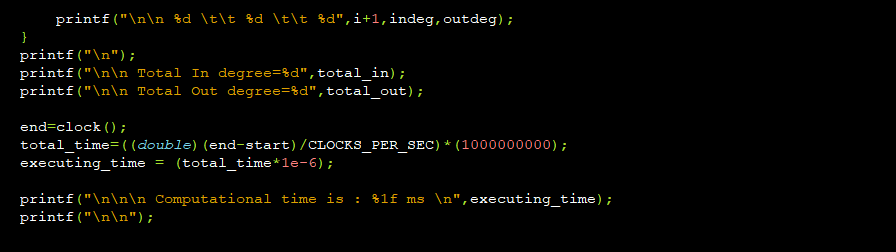 printf("\n\n %d \t\t %d \t\t %d",i+1,indeg,outdeg);
}
printf("\n");
printf("\n\n Total In degree=%d",total_in);
printf("\n\n Total Out degree=%d",total_out);
end=clock();
total_time=((double)(end-start)/CLOCKS_PER_SEC)*(1000000000);
executing_time = (total_time*1e-6);
printf("\n\n\n Computational time is : %1f ms \n",executing_time);
printf("\n\n");